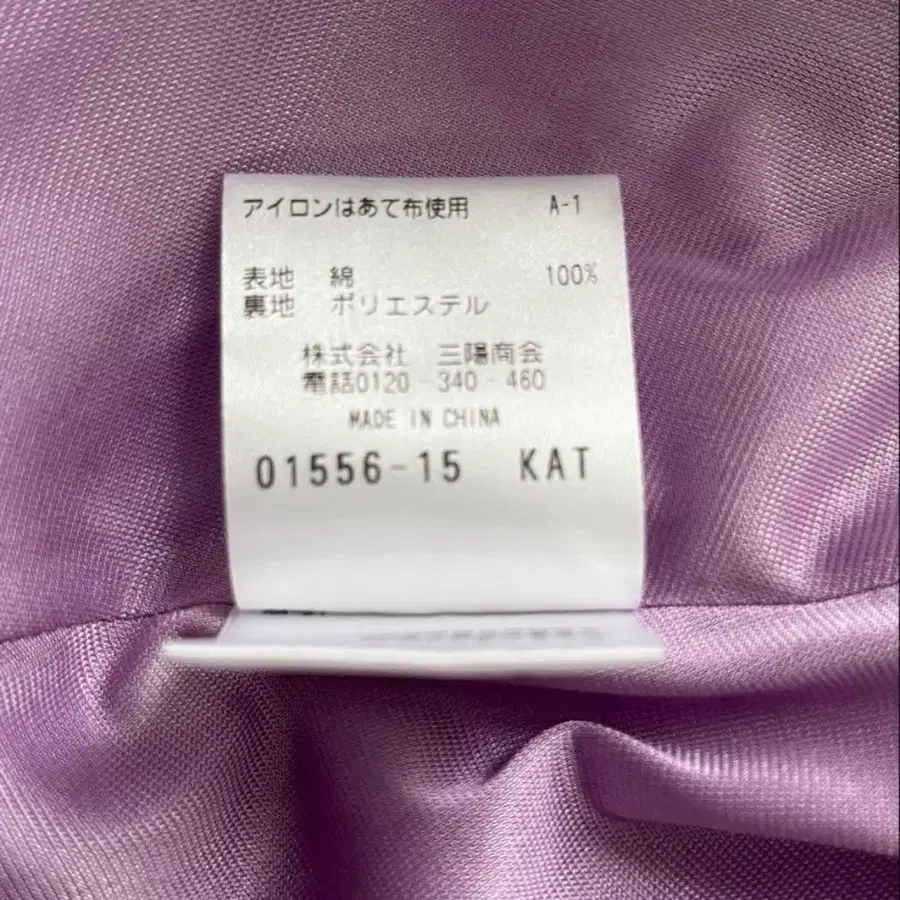 アイロンはあて布使用 A-1
表地 綿 100%
裏地 ポリエステル
株式会社 三陽商会
電話0120-340-460
MADE IN CHINA
01556-15 KAT